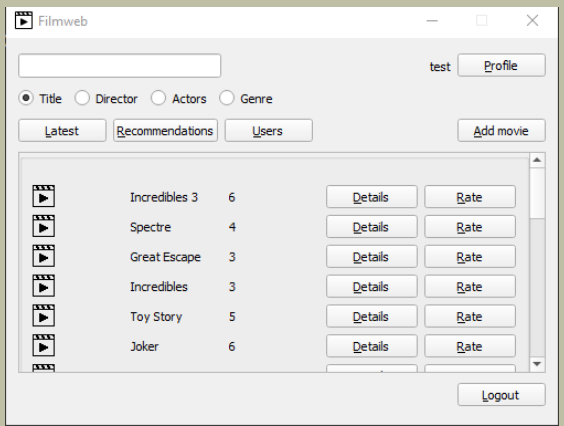 Filmweb
test Profile
Title Director Actors Genre
Latest Recommendations Users Add movie
Incredibles 3 6 Details Rate
Spectre 4 Details Rate
Great Escape 3 Details Rate
Incredibles 3 Details Rate
Toy Story 5 Details Rate
Joker 6 Details Rate
Logout